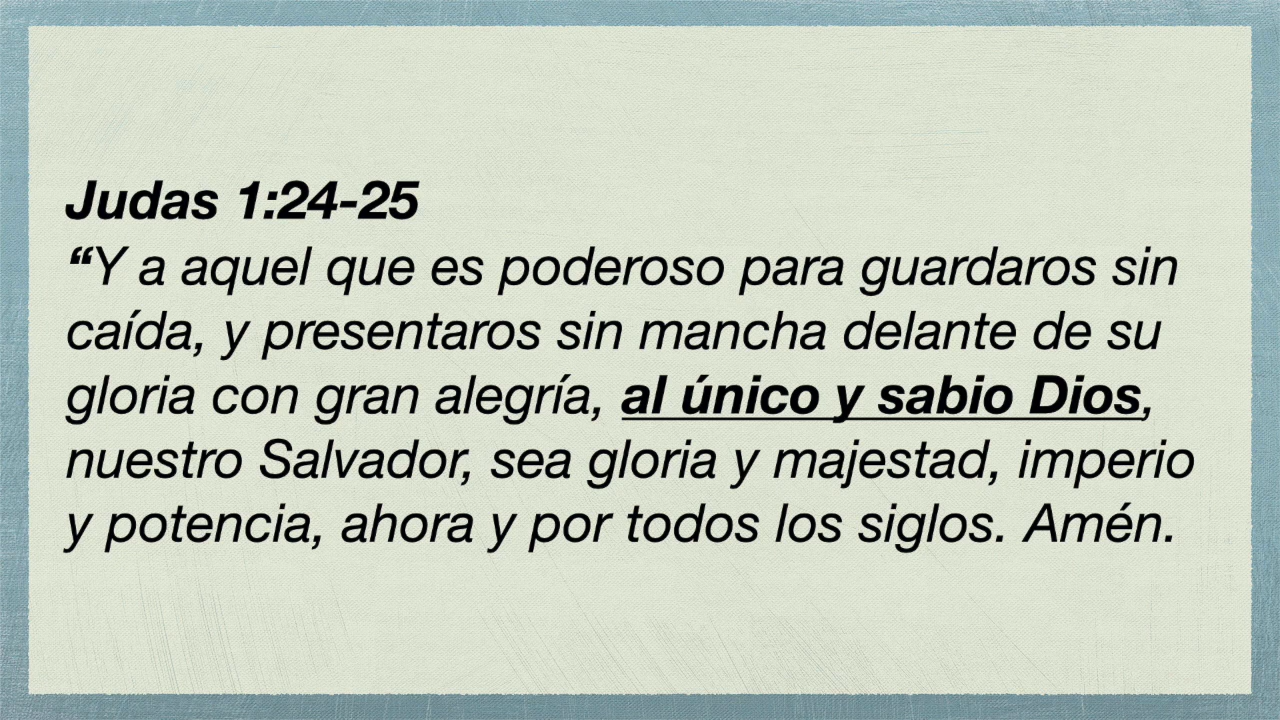 Judas 1:24-25
“Y a aquel que es poderoso para guardaros sin
caída, y presentaros sin mancha delante de su
gloria con gran alegría, al único y sabio Dios,
nuestro Salvador, sea gloria y majestad, imperio
y potencia, ahora y por todos los siglos. Amén.